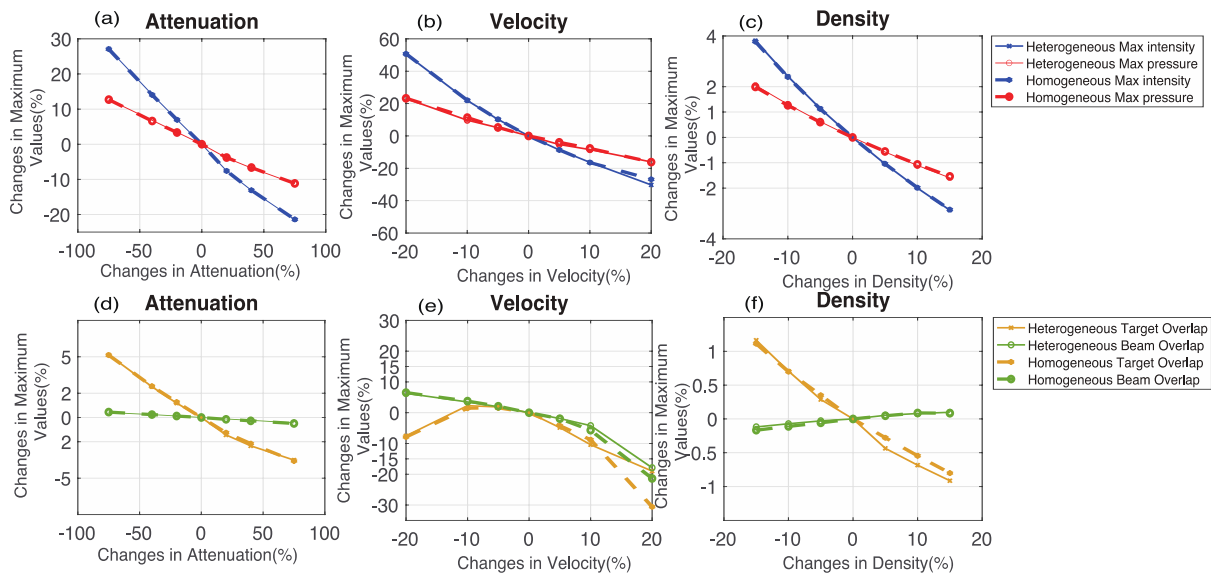 (a)
Attenuation
Changes in Maximum
Values(%)
30
20
10
0
-10
-20
-100
-50
0
50
100
Changes in Attenuation(%)
(b)
Velocity
Changes in Maximum
Values(%)
60
40
20
0
-20
-40
-60
-20
-10
0
10
20
Changes in Velocity(%)
(c)
Density
Changes in Maximum
Values(%)
4
2
1
0
-1
-2
-4
-20
-10
0
10
20
Changes in Density(%)
Heterogeneous Max intensity
Heterogeneous Max pressure
Homogeneous Max intensity
Homogeneous Max pressure
(d)
Attenuation
Changes in Maximum
Values(%)
5
2
0
2
-5
-100
-50
0
50
100
Changes in Attenuation(%)
(e)
Velocity
Changes in Maximum
Values(%)
30
20
15
10
5
0
-10
-15
-20
-30
-20
-10
0
10
20
Changes in Velocity(%)
(f)
Density
Changes in Maximum
Values(%)
1
0.5
0
-0.5
-1
-20
-10
0
10
20
Changes in Density(%)
Heterogeneous Target Overlap
Heterogeneous Beam Overlap
Homogeneous Target Overlap
Homogeneous Beam Overlap